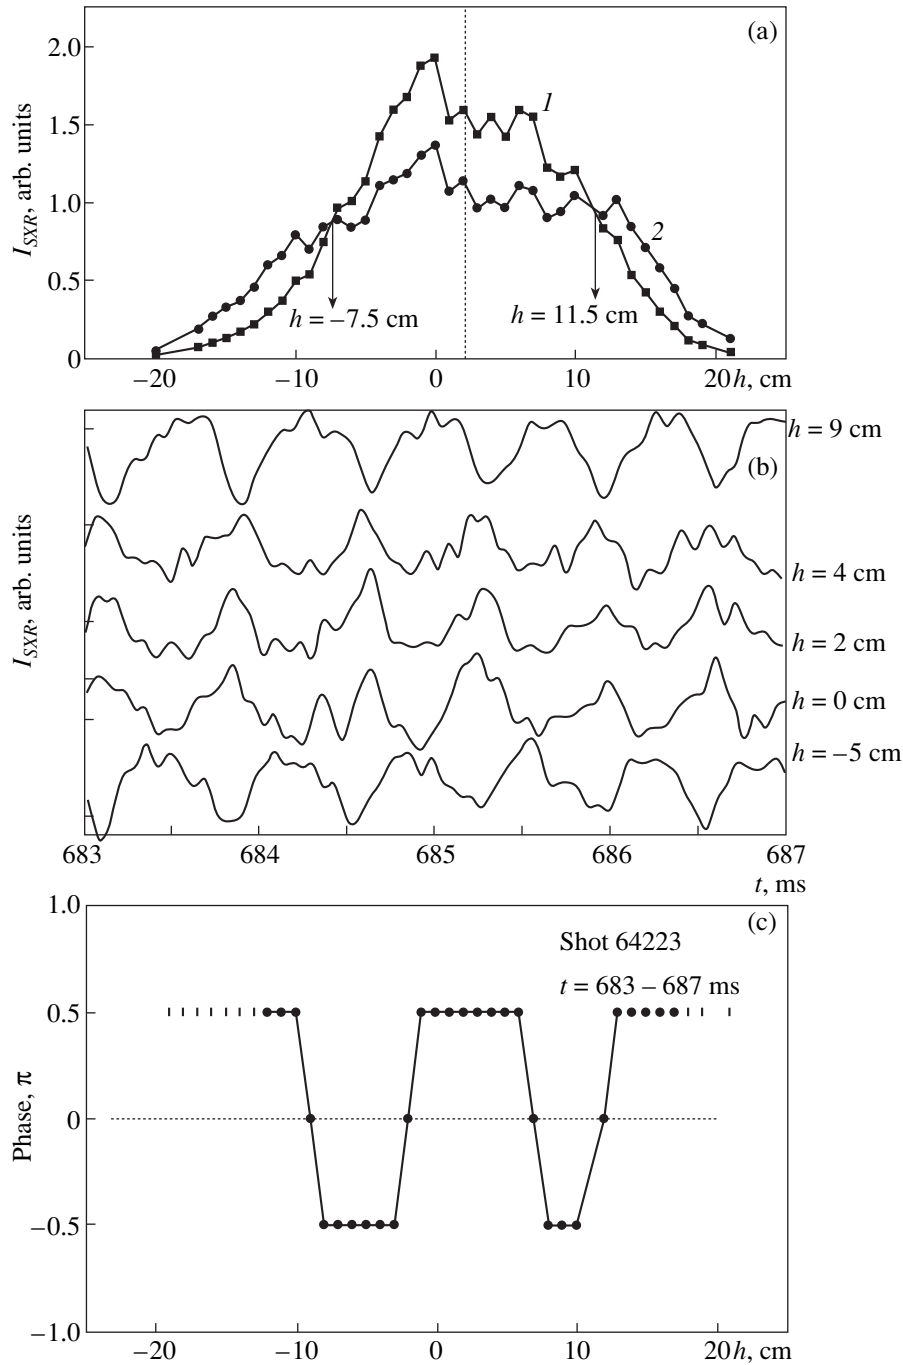 (a)
2.0
1.5
1.0
0.5
0
I_SXR, arb. units
1
2
h = –7.5 cm
h = 11.5 cm
–20
–10
0
10
20 h, cm
(b)
I_SXR, arb. units
h = 9 cm
h = 4 cm
h = 2 cm
h = 0 cm
h = –5 cm
683
684
685
686
687
t, ms
(c)
1.0
0.5
0
–0.5
–1.0
Phase, π
Shot 64223
t = 683 – 687 ms
–20
–10
0
10
20 h, cm